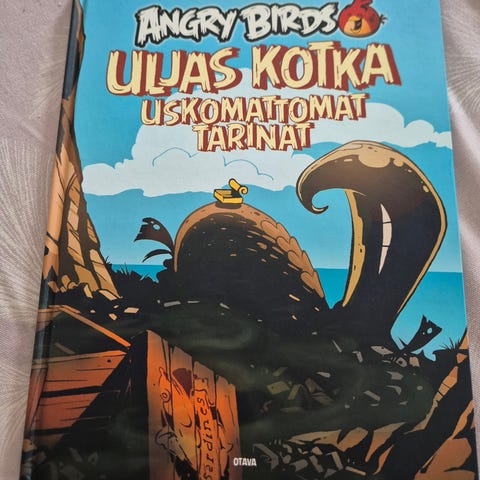 ANGRY BIRDS
ULJAS KOTKA
USKOMATTOMAT
TARINAT
Sardines
OTAVA